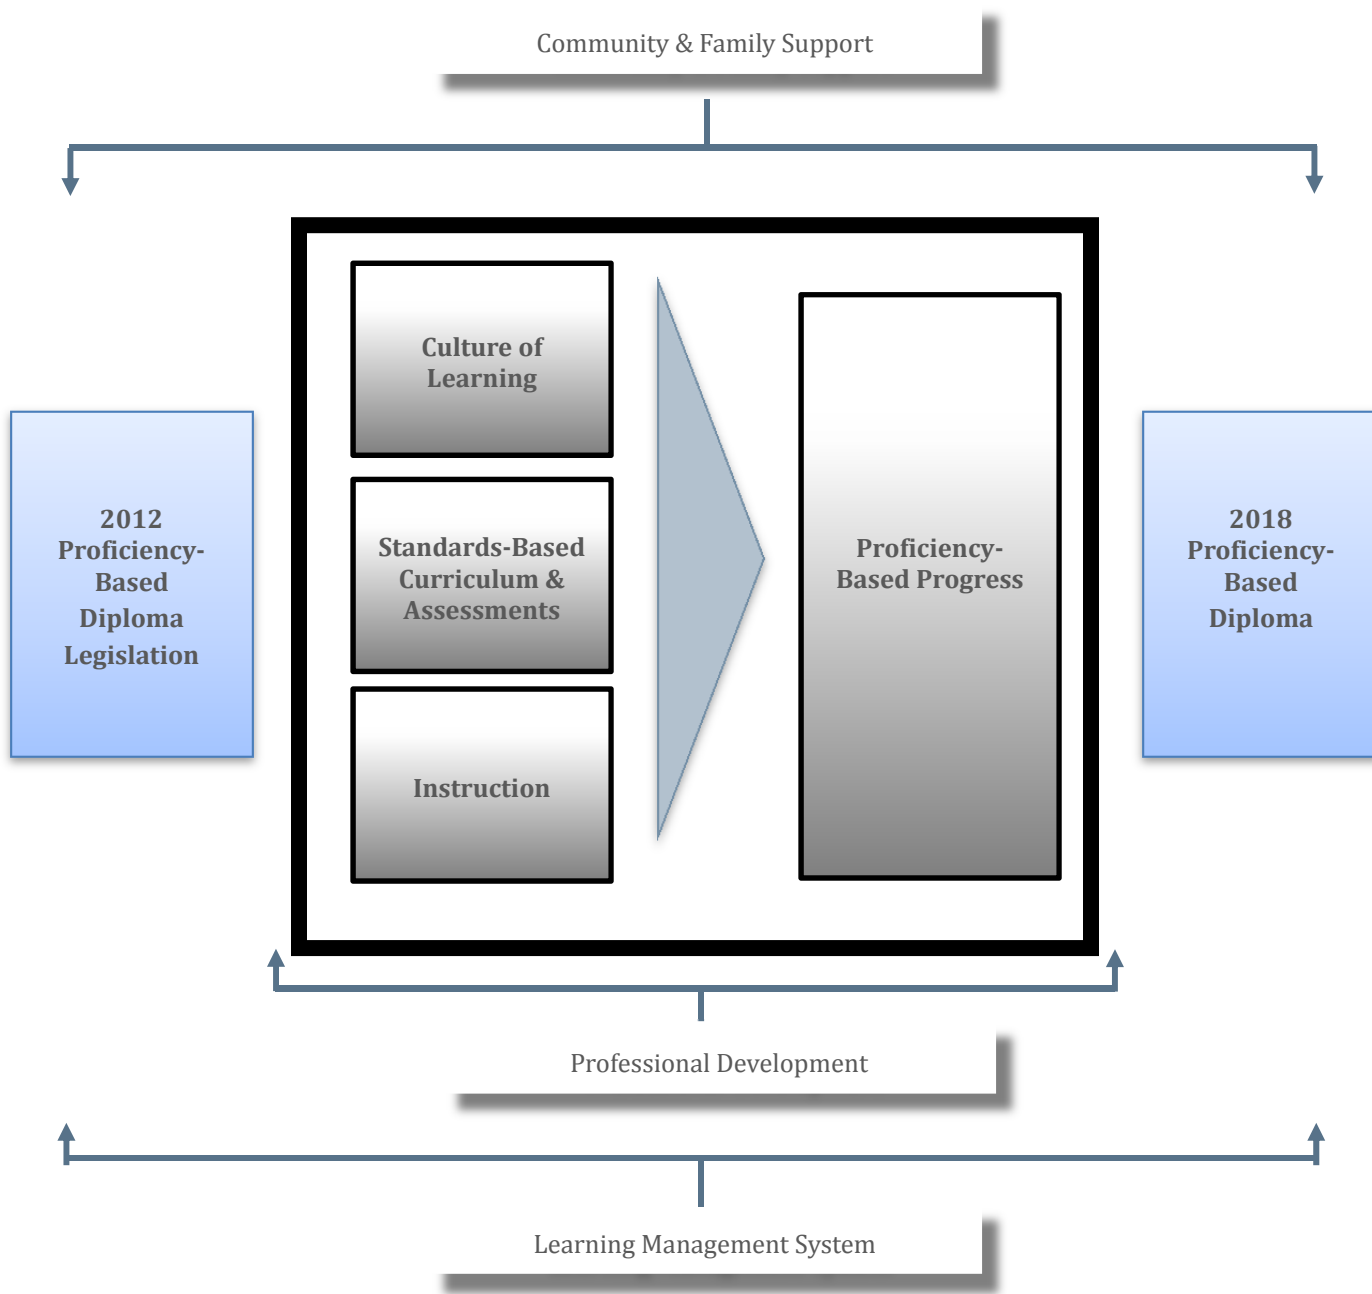 Community & Family Support
Culture of
Learning
2012
Proficiency-
Based
Diploma
Legislation
Standards-Based
Curriculum &
Assessments
Proficiency-
Based Progress
2018
Proficiency-
Based
Diploma
Instruction
Professional Development
Learning Management System